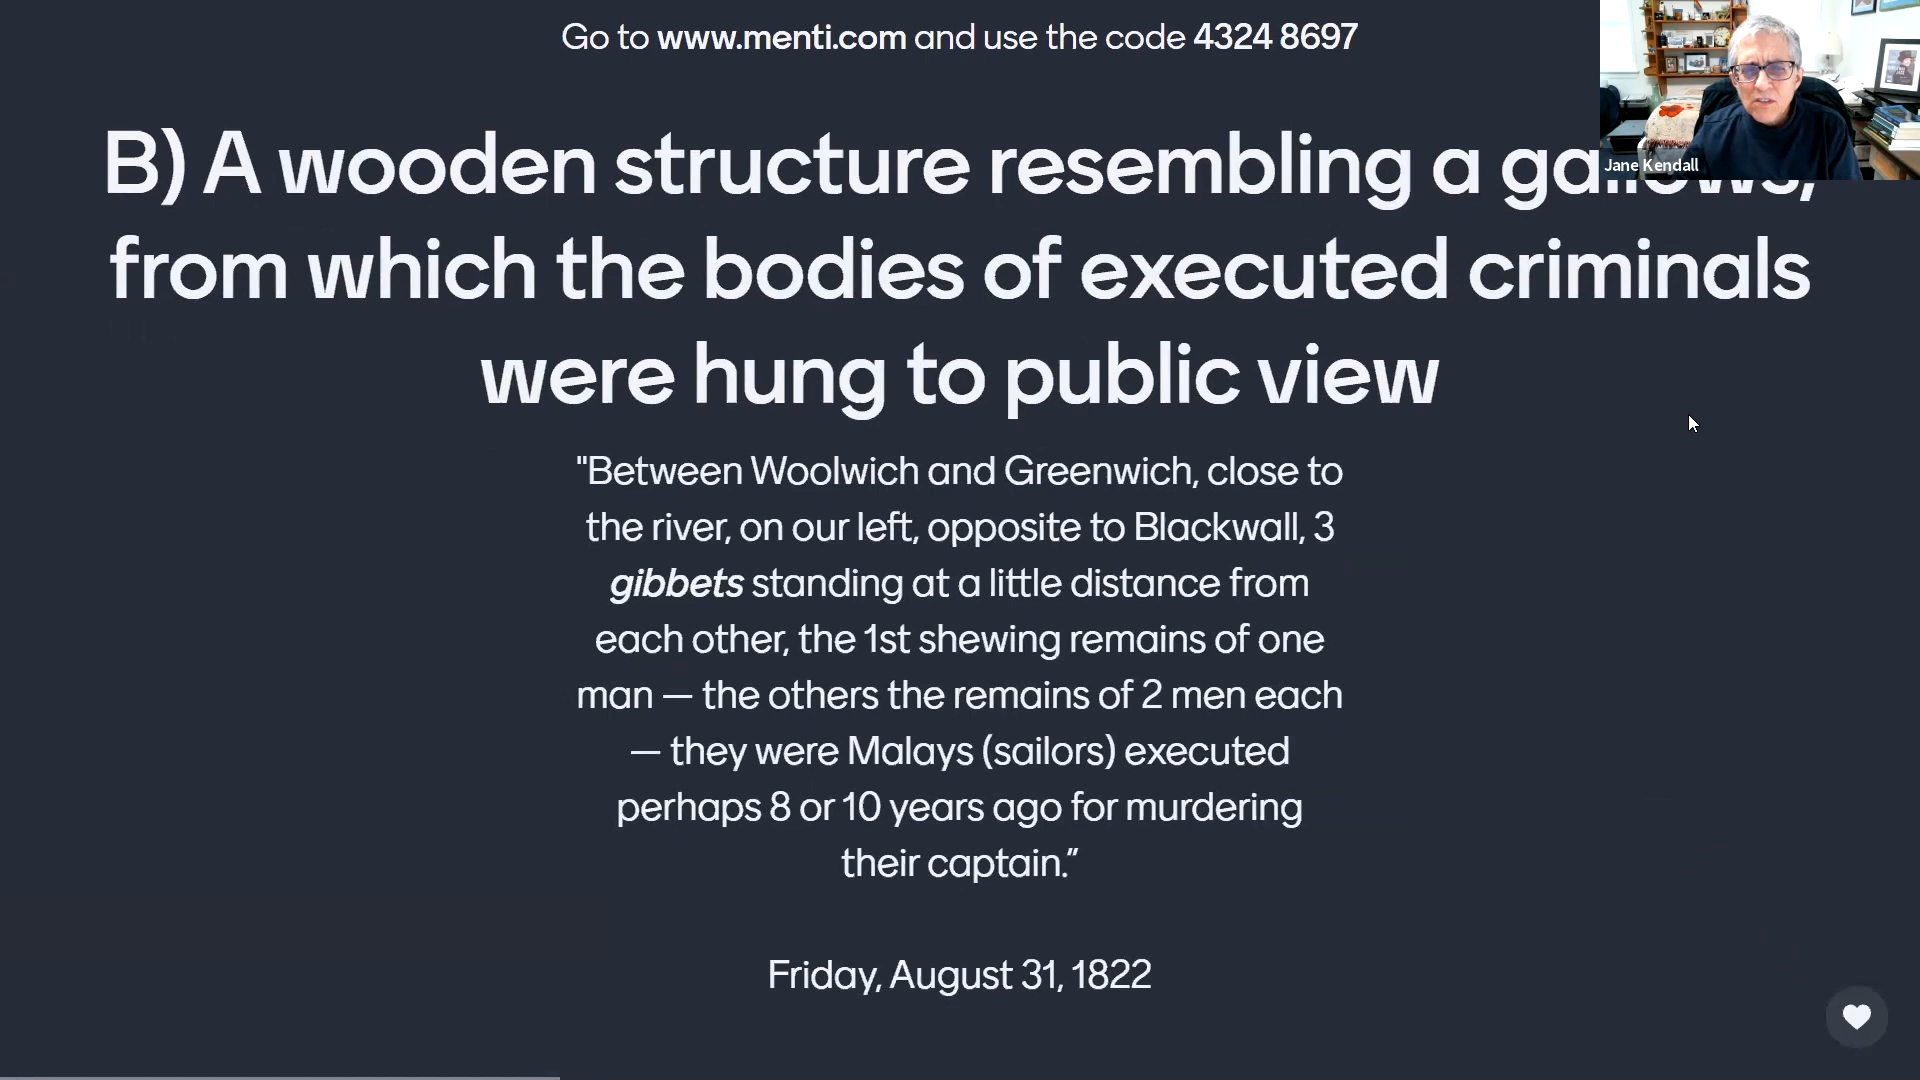 Go to www.menti.com and use the code 4324 8697
B) A wooden structure resembling a gallows,
from which the bodies of executed criminals
were hung to public view
Jane Kendall
"Between Woolwich and Greenwich, close to
the river, on our left, opposite to Blackwall, 3
gibbets standing at a little distance from
each other, the 1st shewing remains of one
man — the others the remains of 2 men each
— they were Malays (sailors) executed
perhaps 8 or 10 years ago for murdering
their captain.”
Friday, August 31, 1822